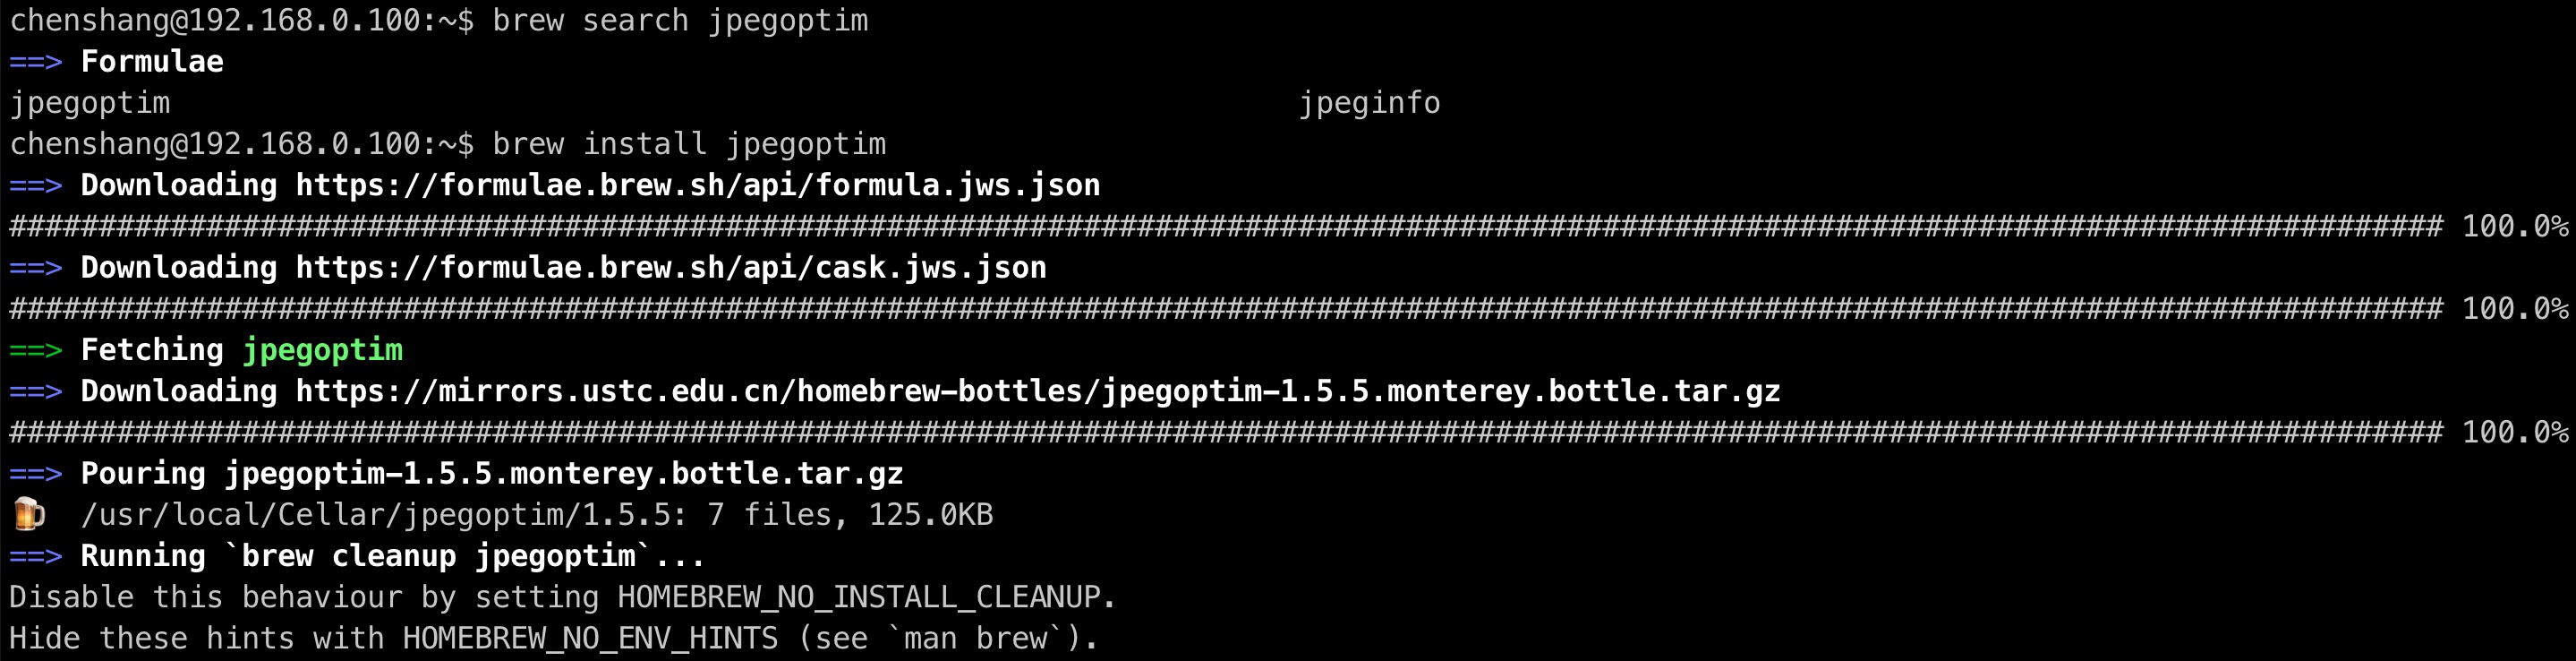 chenshang@192.168.0.100:~$ brew search jpegoptim
==> Formulae
jpegoptim jpeginfo
chenshang@192.168.0.100:~$ brew install jpegoptim
==> Downloading https://formulae.brew.sh/api/formula.jws.json
######################################################################################################################################## 100.0%
==> Downloading https://formulae.brew.sh/api/cask.jws.json
######################################################################################################################################## 100.0%
==> Fetching jpegoptim
==> Downloading https://mirrors.ustc.edu.cn/homebrew-bottles/jpegoptim-1.5.5.monterey.bottle.tar.gz
######################################################################################################################################## 100.0%
==> Pouring jpegoptim-1.5.5.monterey.bottle.tar.gz
🍺 /usr/local/Cellar/jpegoptim/1.5.5: 7 files, 125.0KB
==> Running `brew cleanup jpegoptim`...
Disable this behaviour by setting HOMEBREW_NO_INSTALL_CLEANUP.
Hide these hints with HOMEBREW_NO_ENV_HINTS (see `man brew`).